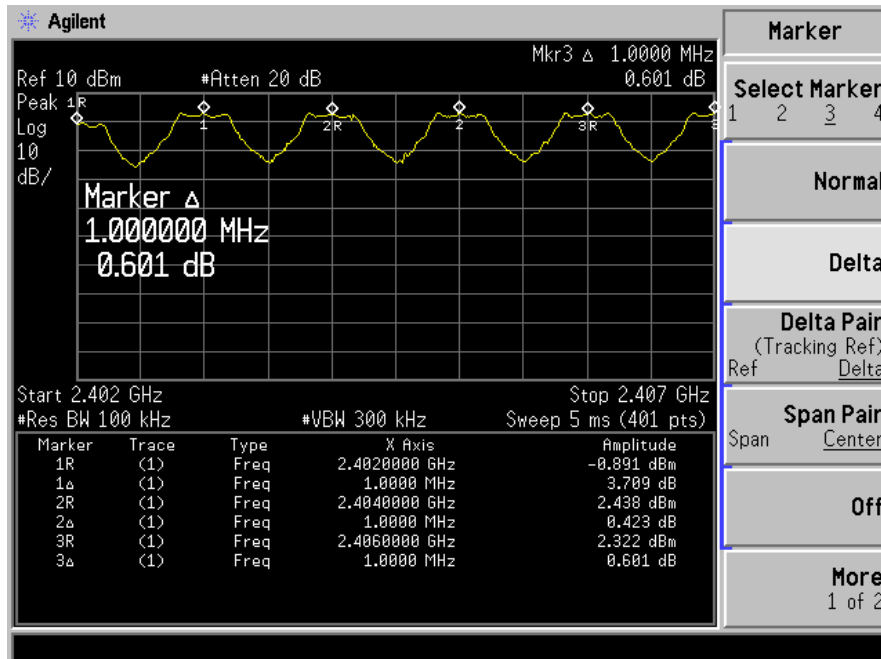 Agilent
Mkr3 Δ 1.0000 MHz
Ref 10 dBm #Atten 20 dB 0.601 dB
Peak
Log
10
dB/
1R
1
2R
2
3R
3
Marker Δ
1.000000 MHz
0.601 dB
Start 2.402 GHz Stop 2.407 GHz
#Res BW 100 kHz #VBW 300 kHz Sweep 5 ms (401 pts)
Marker Trace Type X Axis Amplitude
1R (1) Freq 2.4020000 GHz -0.891 dBm
1Δ (1) Freq 1.0000 MHz 3.709 dB
2R (1) Freq 2.4040000 GHz 2.438 dBm
2Δ (1) Freq 1.0000 MHz 0.423 dB
3R (1) Freq 2.4060000 GHz 2.322 dBm
3Δ (1) Freq 1.0000 MHz 0.601 dB
Marker
Select Marker
1 2 3 4
Normal
Delta
Delta Pair
(Tracking Ref)
Ref Delta
Span Pair
Span Center
Off
More
1 of 2